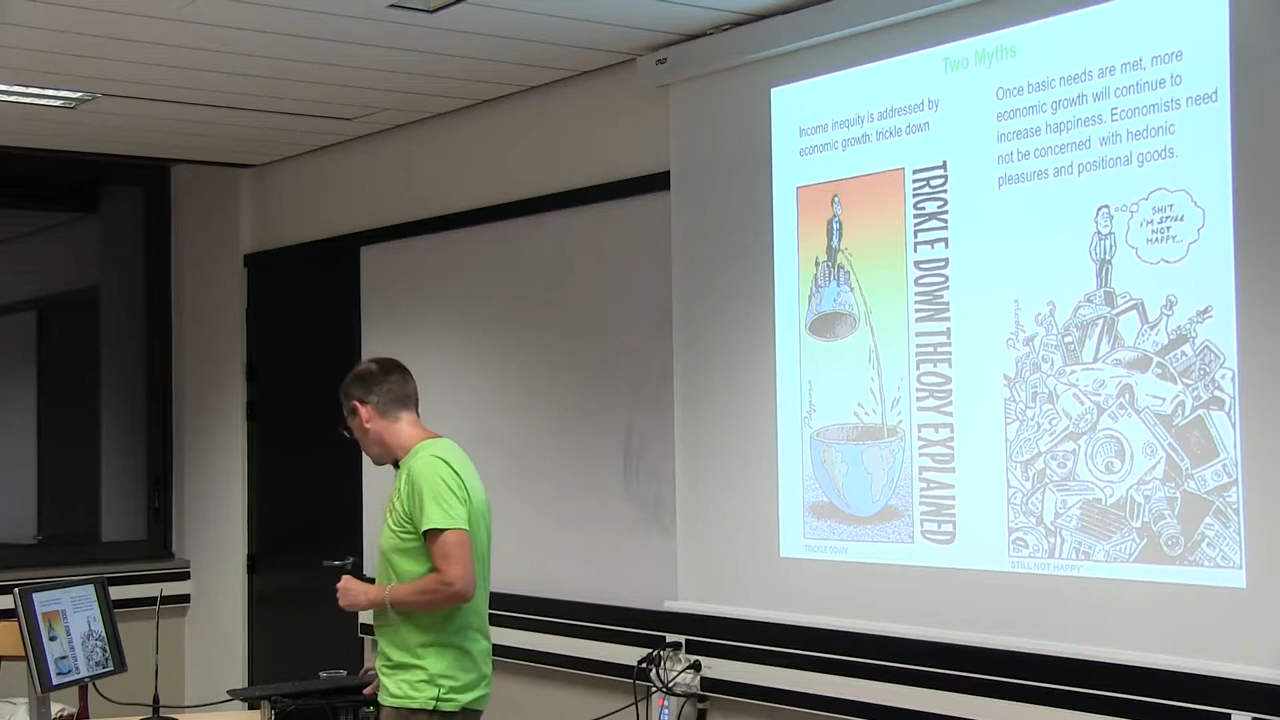 Two Myths
Income inequity is addressed by
economic growth: trickle down
TRICKLE DOWN THEORY EXPLAINED
'TRICKLE DOWN'
Once basic needs are met, more
economic growth will continue to
increase happiness. Economists need
not be concerned with hedonic
pleasures and positional goods.
SHIT.
I'M STILL
NOT
HAPPY...
'STILL NOT HAPPY'